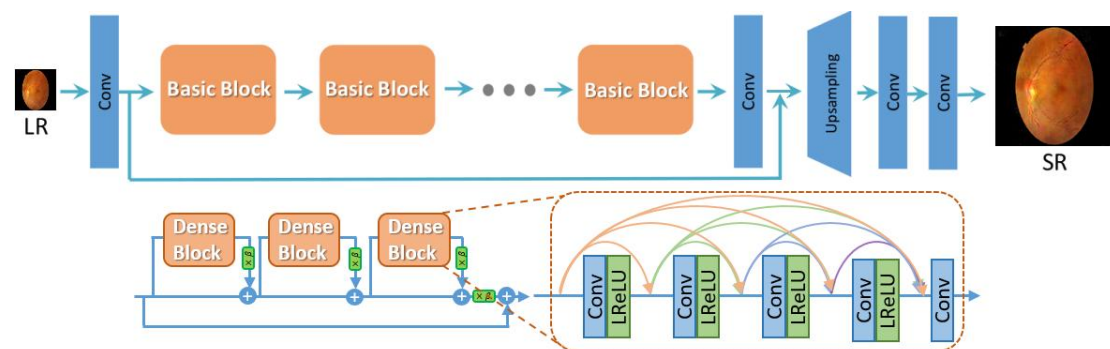 LR
Conv
Basic Block
Basic Block
Basic Block
Conv
Upsampling
Conv
Conv
SR
Dense
Block
× β
Dense
Block
× β
Dense
Block
× β
× β
Conv
LReLU
Conv
LReLU
Conv
LReLU
Conv
LReLU
Conv